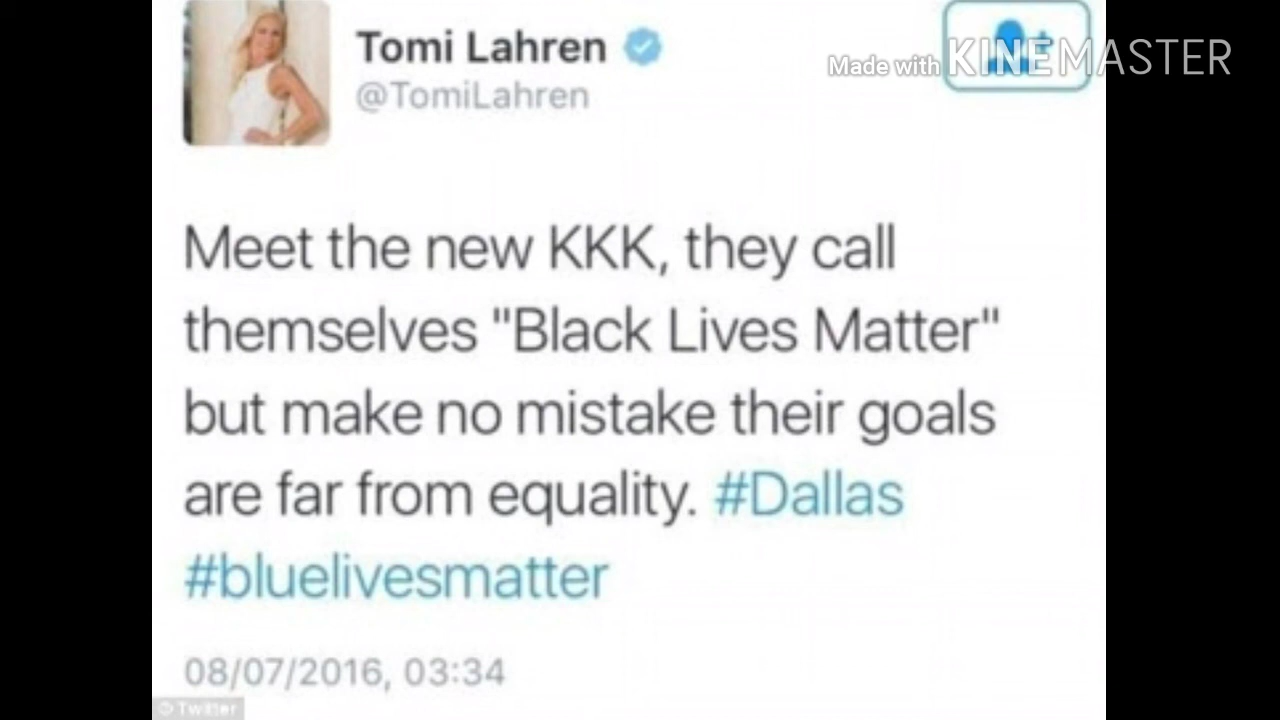 Tomi Lahren
@TomiLahren
Made with KINEMASTER
Meet the new KKK, they call
themselves "Black Lives Matter"
but make no mistake their goals
are far from equality. #Dallas
#bluelivesmatter
08/07/2016, 03:34
© Twitter